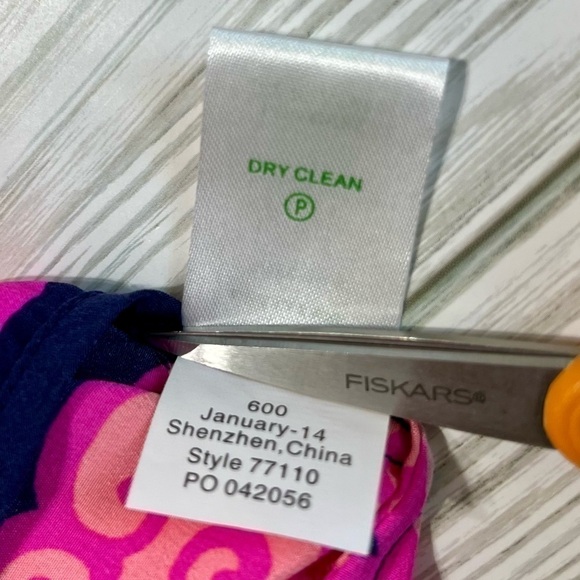 DRY CLEAN
P
FISKARS®
600
January-14
Shenzhen,China
Style 77110
PO 042056